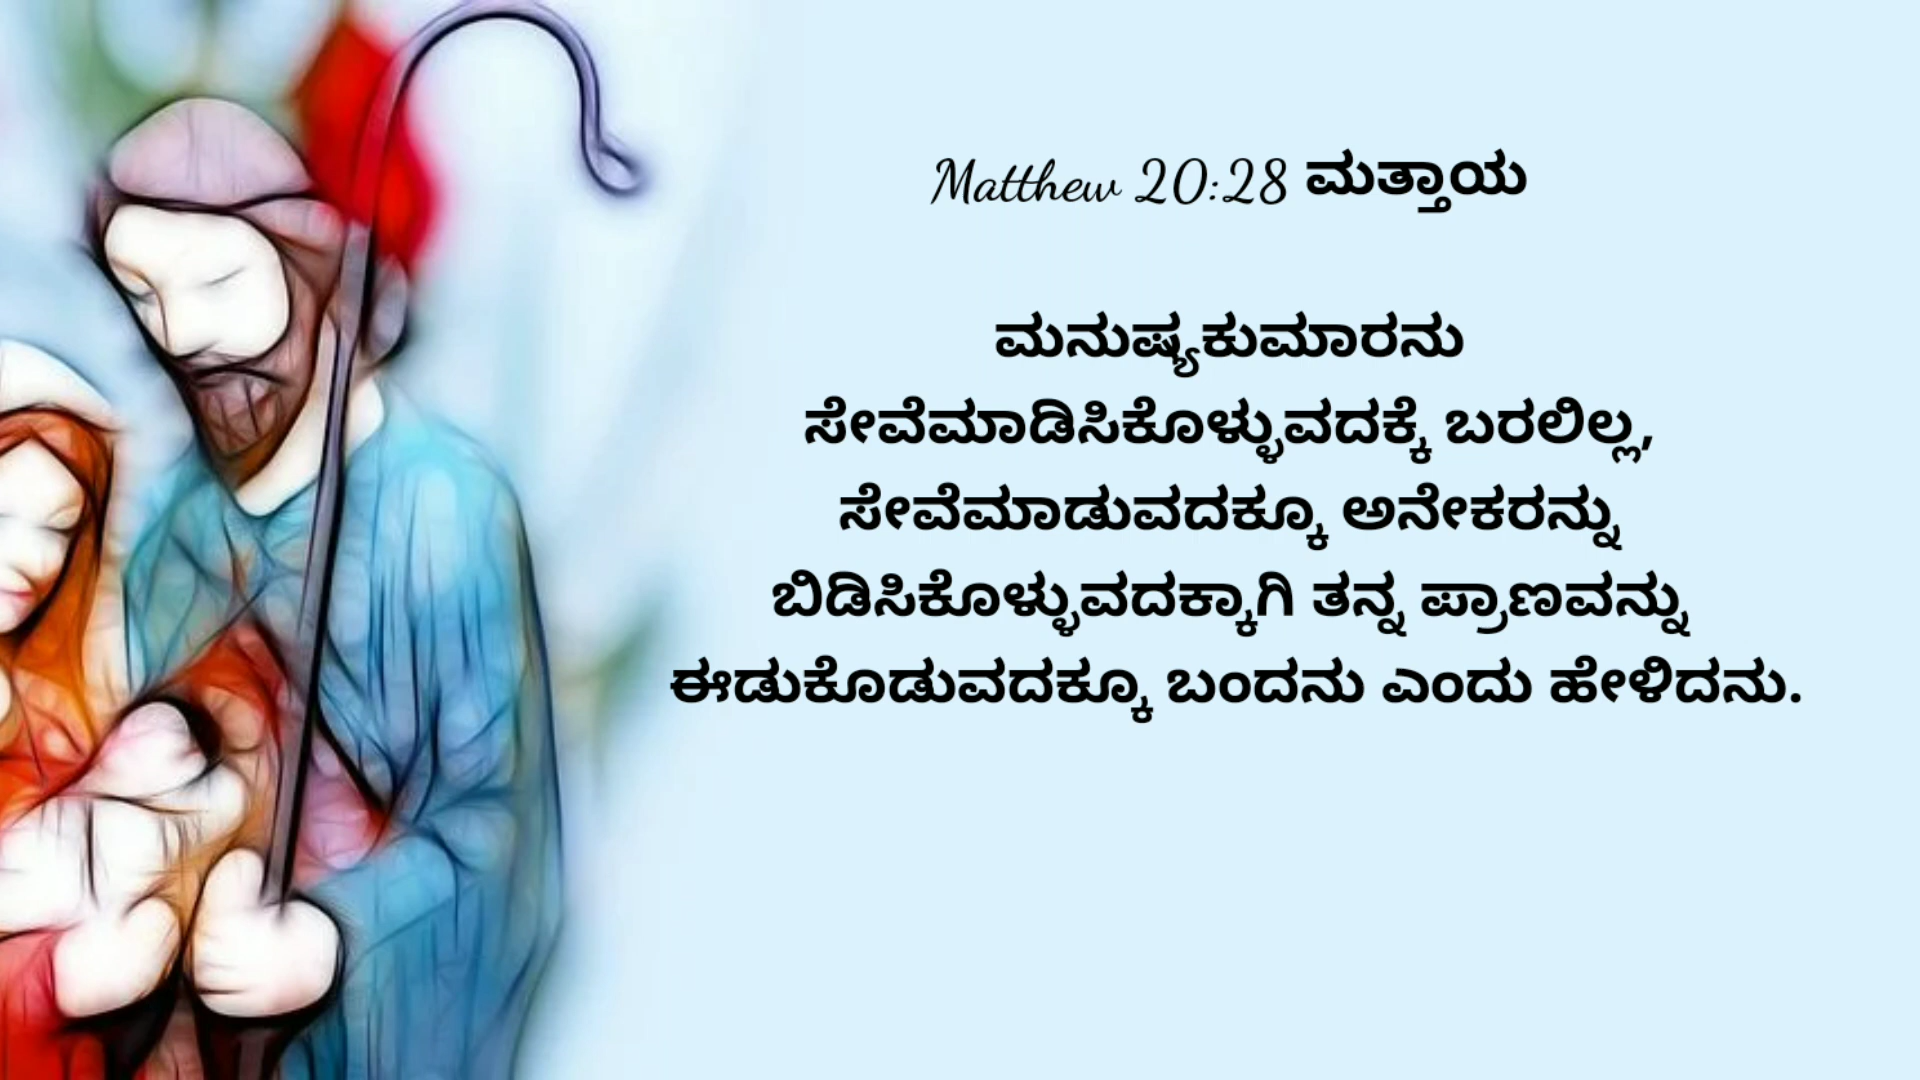 Matthew 20:28 ಮತ್ತಾಯ
ಮನುಷ್ಯಕುಮಾರನು
ಸೇವೆಮಾಡಿಸಿಕೊಳ್ಳುವದಕ್ಕೆ ಬರಲಿಲ್ಲ,
ಸೇವೆಮಾಡುವದಕ್ಕೂ ಅನೇಕರನ್ನು
ಬಿಡಿಸಿಕೊಳ್ಳುವದಕ್ಕಾಗಿ ತನ್ನ ಪ್ರಾಣವನ್ನು
ಈಡುಕೊಡುವದಕ್ಕೂ ಬಂದನು ಎಂದು ಹೇಳಿದನು.